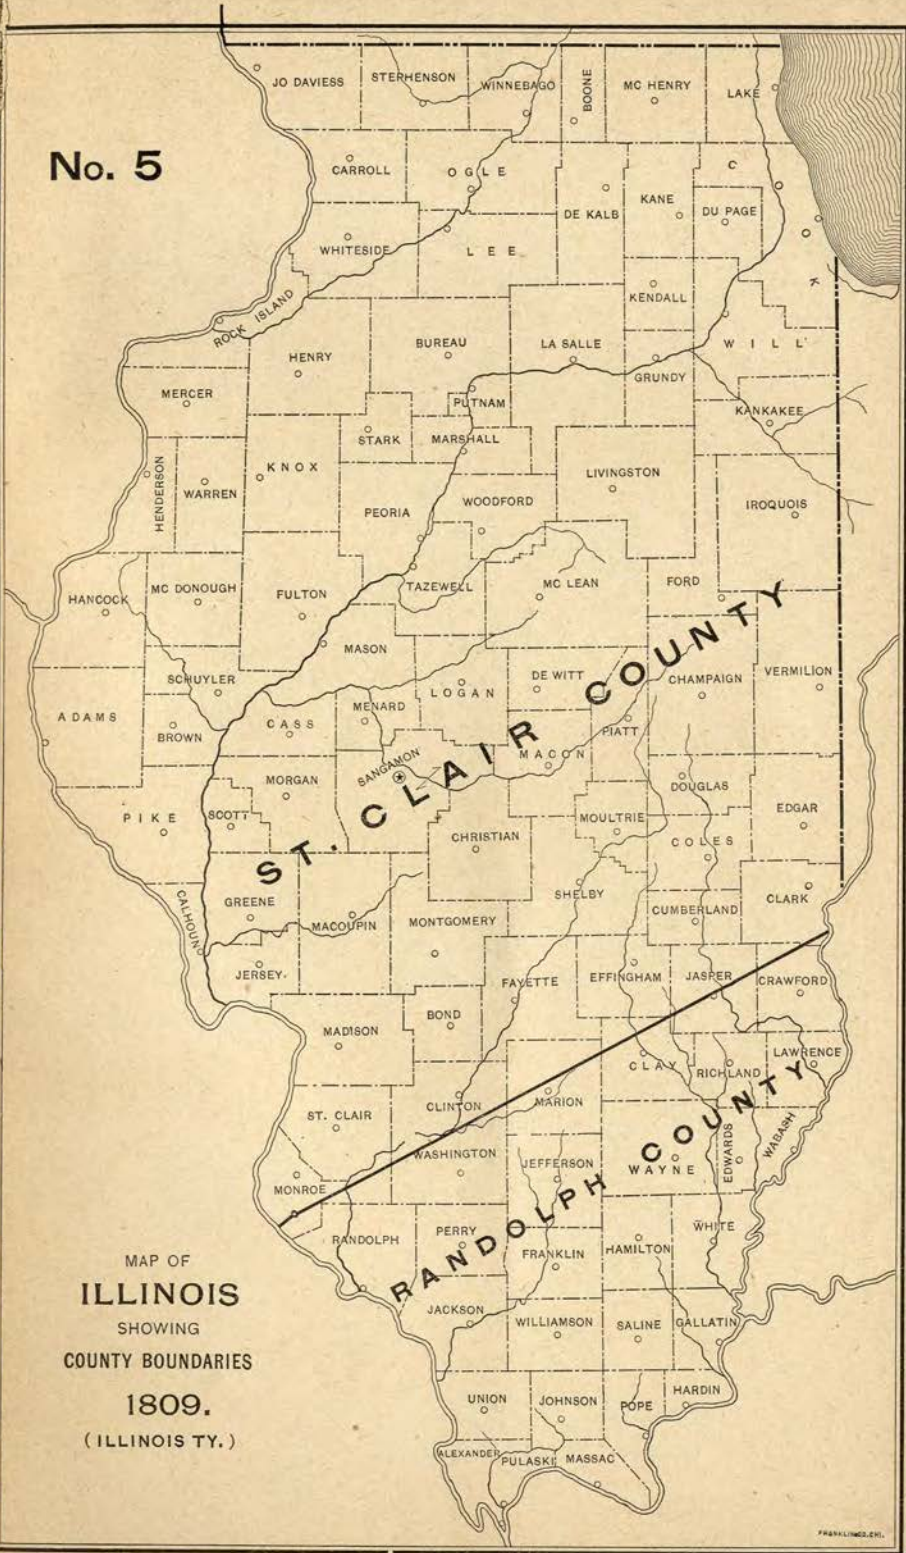 No. 5
JO DAVIESS
STEPHENSON
WINNEBAGO
BOONE
MC HENRY
LAKE
CARROLL
OGLE
DE KALB
KANE
DU PAGE
COOK
WHITESIDE
LEE
KENDALL
ROCK ISLAND
HENRY
BUREAU
LA SALLE
GRUNDY
WILL
MERCER
PUTNAM
KANKAKEE
STARK
MARSHALL
HENDERSON
WARREN
KNOX
PEORIA
WOODFORD
LIVINGSTON
IROQUOIS
HANCOCK
MC DONOUGH
FULTON
TAZEWELL
MC LEAN
FORD
MASON
SCHUYLER
LOGAN
DE WITT
CHAMPAIGN
VERMILION
ADAMS
BROWN
CASS
MENARD
SANGAMON
MACON
PIATT
ST. CLAIR COUNTY
MORGAN
DOUGLAS
EDGAR
PIKE
SCOTT
CHRISTIAN
MOULTRIE
COLES
GREENE
CALHOUN
MACOUPIN
MONTGOMERY
SHELBY
CUMBERLAND
CLARK
JERSEY
FAYETTE
EFFINGHAM
JASPER
CRAWFORD
MADISON
BOND
CLAY
RICHLAND
LAWRENCE
ST. CLAIR
CLINTON
MARION
WASHINGTON
JEFFERSON
WAYNE
EDWARDS
WABASH
MONROE
RANDOLPH COUNTY
RANDOLPH
PERRY
FRANKLIN
HAMILTON
WHITE
JACKSON
WILLIAMSON
SALINE
GALLATIN
UNION
JOHNSON
POPE
HARDIN
ALEXANDER
PULASKI
MASSAC
MAP OF
ILLINOIS
SHOWING
COUNTY BOUNDARIES
1809.
(ILLINOIS TY.)
FRANKLIN CO. CHI.